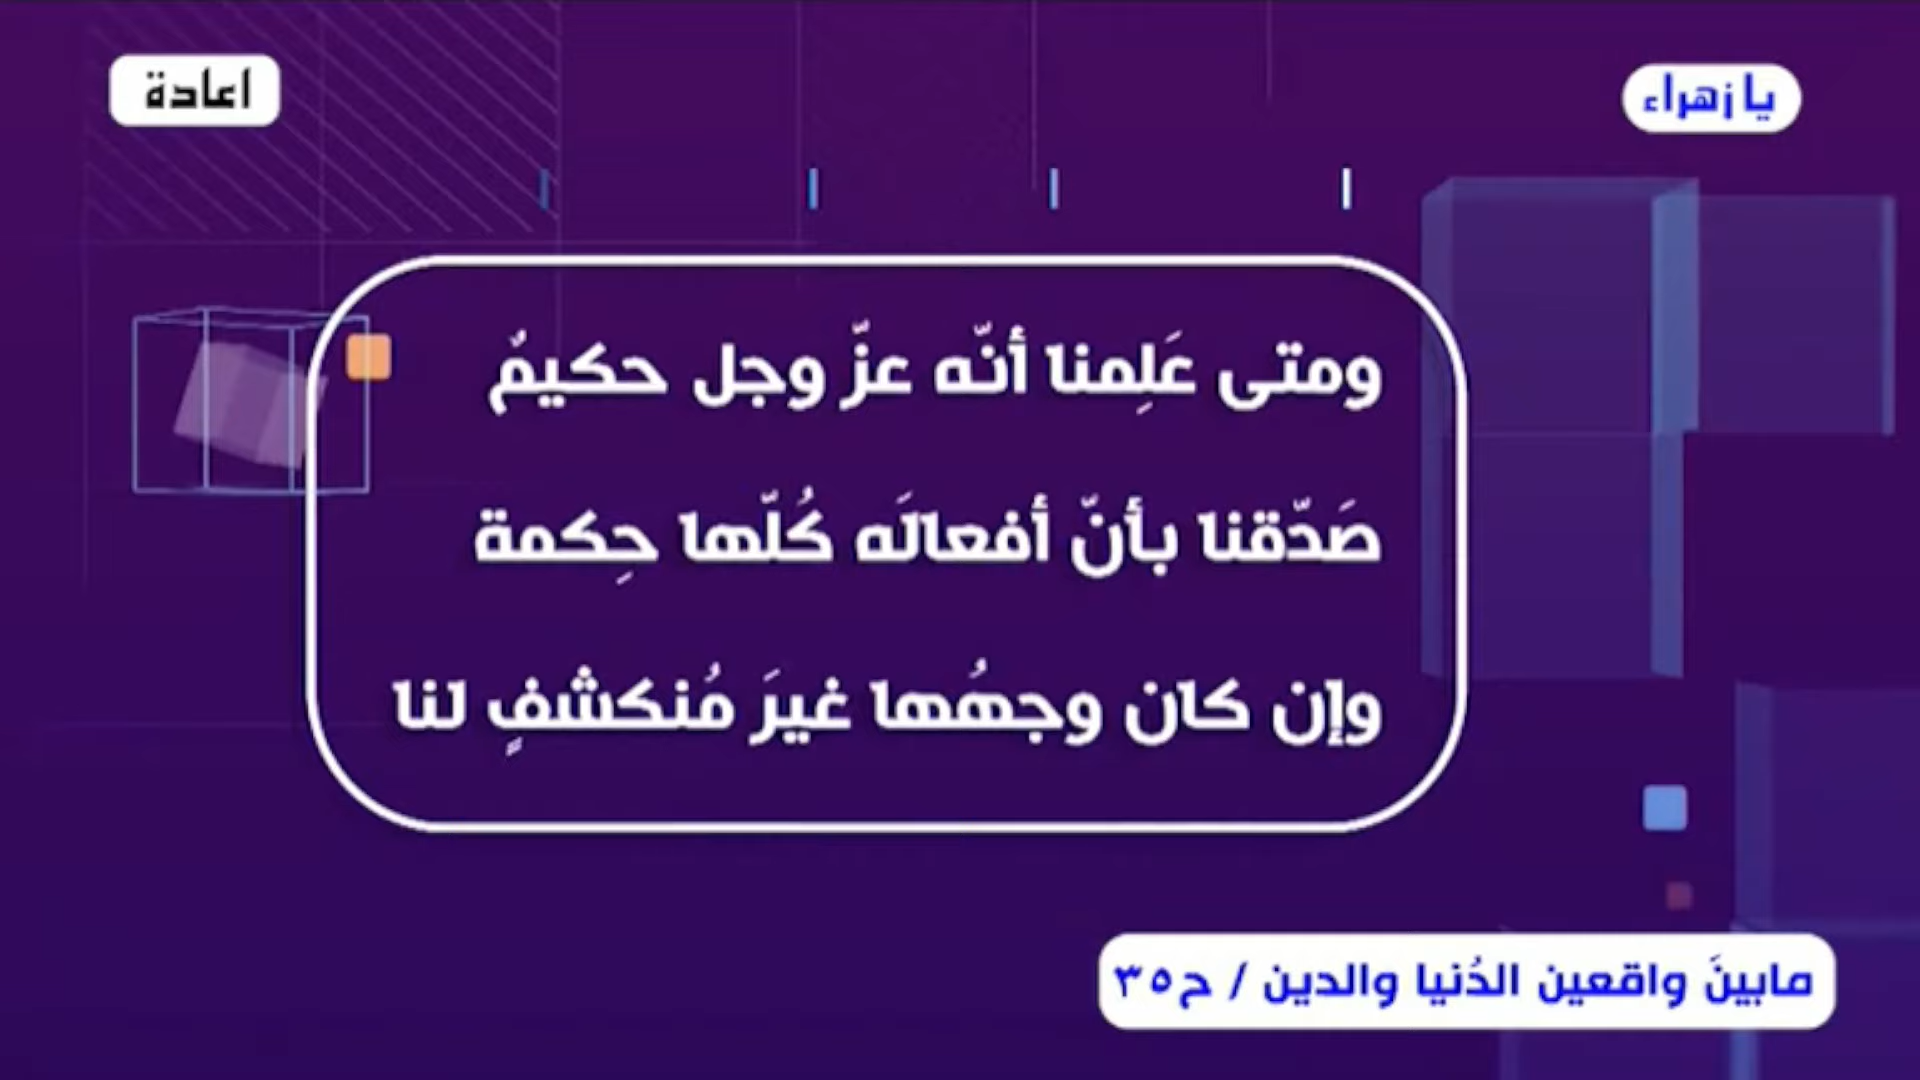 يا زهراء
اعادة
ومتى عَلِمنا أنّه عزّ وجل حكيمٌ
صَدّقنا بأنّ أفعالَه كُلّها حِكمة
وإن كان وجهُها غيرَ مُنكشفٍ لنا
مابينَ واقعين الدُنيا والدين / ح٣٥